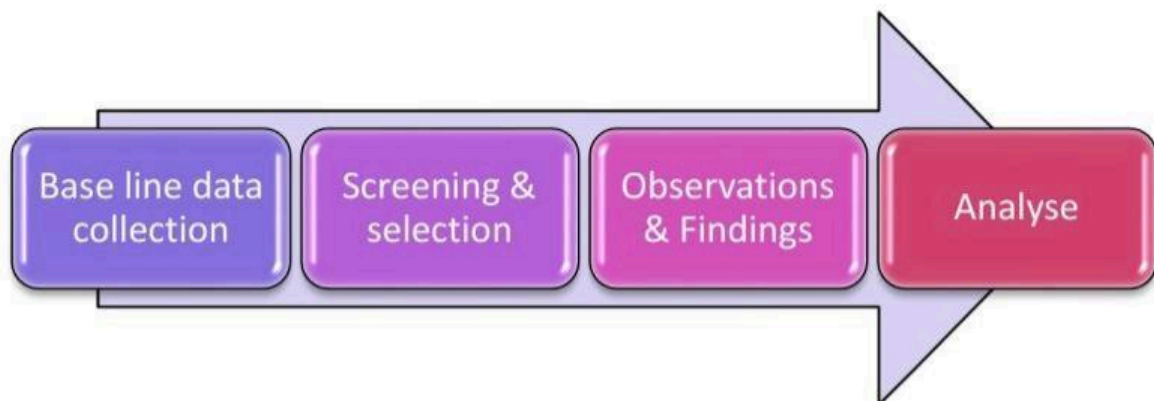 Base line data
collection
Screening &
selection
Observations
& Findings
Analyse